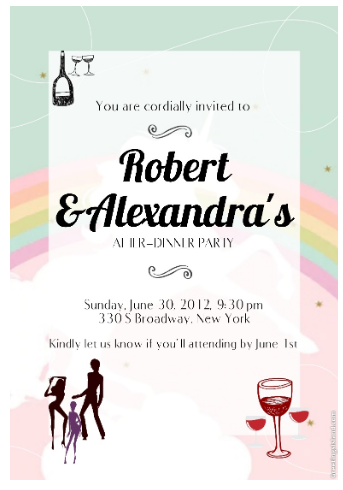 You are cordially invited to
Robert
&Alexandra's
AFTER-DINNER PARTY
Sunday, June 30, 2012, 9:30 pm
330 S Broadway, New York
Kindly let us know if you'll attending by June 1st